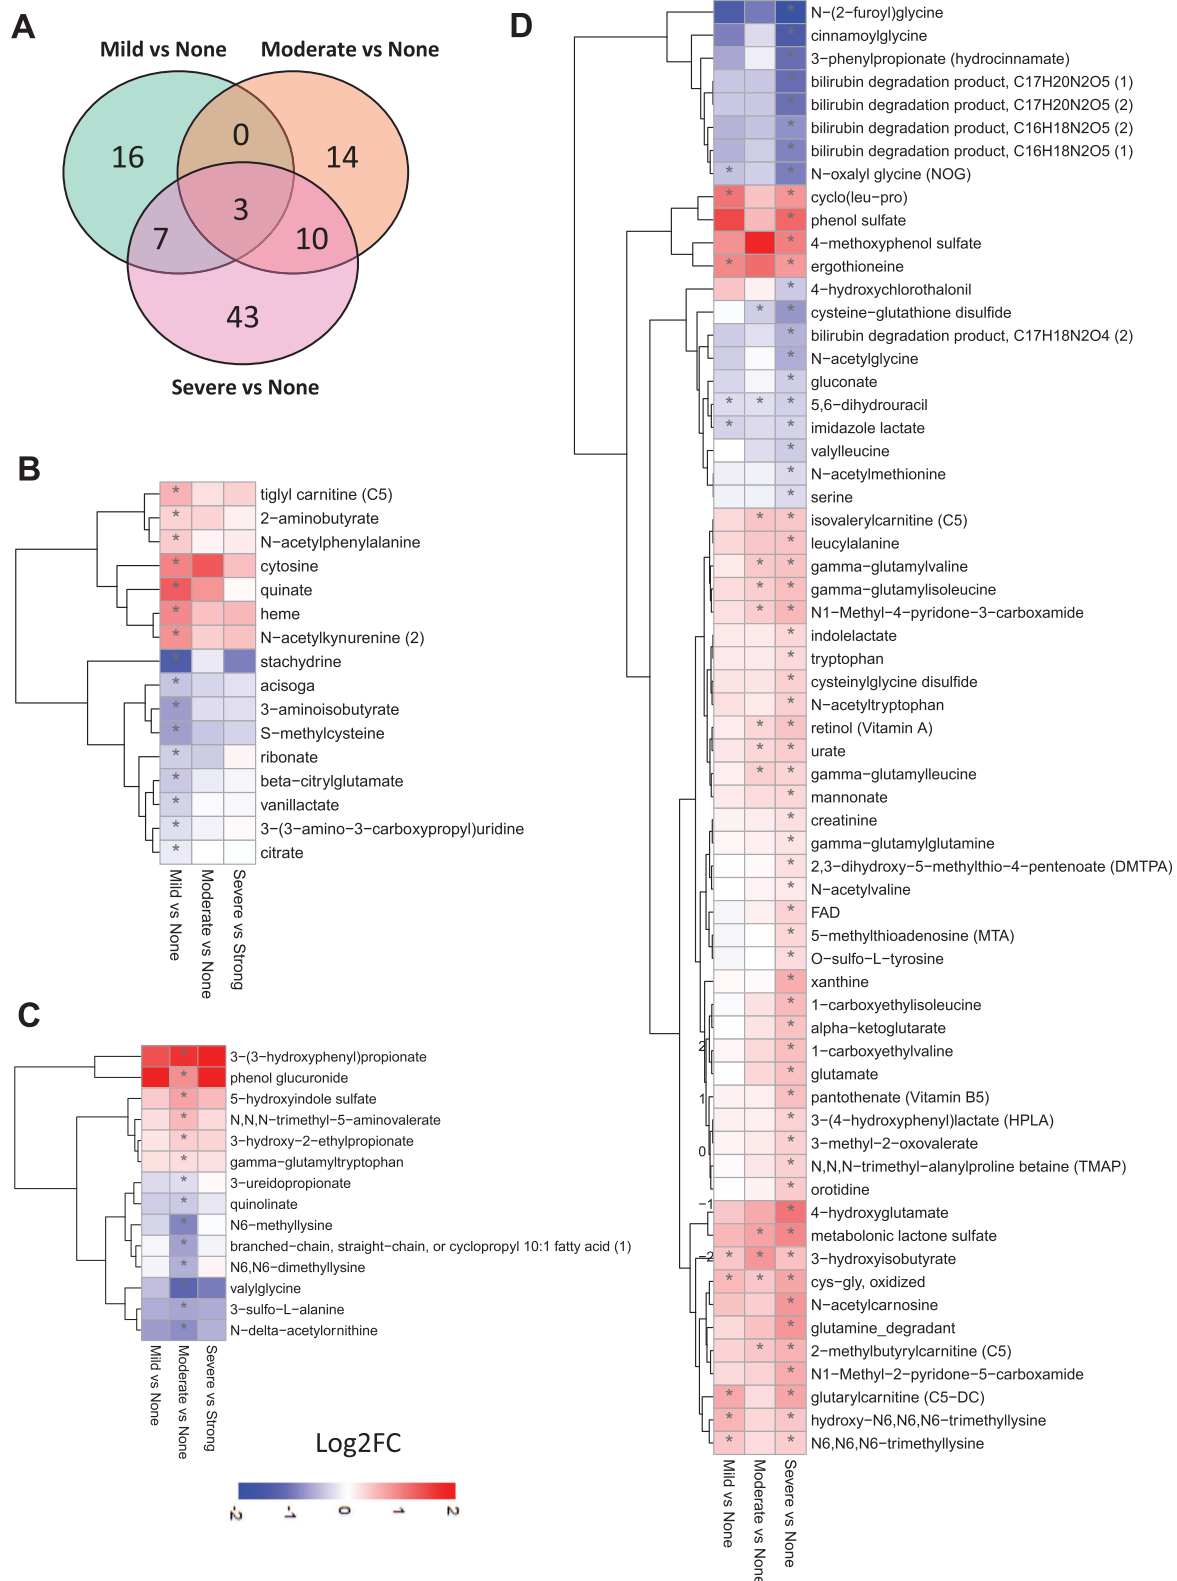 A
Mild vs None
Moderate vs None
16
0
14
3
7
10
43
Severe vs None
B
*
tiglyl carnitine (C5)
*
2−aminobutyrate
*
N−acetylphenylalanine
*
cytosine
*
quinate
*
heme
*
N−acetylkynurenine (2)
*
stachydrine
*
acisoga
*
3−aminoisobutyrate
*
S−methylcysteine
*
ribonate
*
beta−citrylglutamate
*
vanillactate
*
3−(3−amino−3−carboxypropyl)uridine
*
citrate
Mild vs None
Moderate vs None
Severe vs Strong
C
*
3−(3−hydroxyphenyl)propionate
*
phenol glucuronide
*
5−hydroxyindole sulfate
*
N,N,N−trimethyl−5−aminovalerate
*
3−hydroxy−2−ethylpropionate
*
gamma−glutamyltryptophan
*
3−ureidopropionate
*
quinolinate
*
N6−methyllysine
*
branched−chain, straight−chain, or cyclopropyl 10:1 fatty acid (1)
*
N6,N6−dimethyllysine
valylglycine
*
3−sulfo−L−alanine
*
N−delta−acetylornithine
Mild vs None
Moderate vs None
Severe vs Strong
Log2FC
-2
-1
0
1
2
D
* N−(2−furoyl)glycine
* cinnamoylglycine
* 3−phenylpropionate (hydrocinnamate)
* bilirubin degradation product, C17H20N2O5 (1)
* bilirubin degradation product, C17H20N2O5 (2)
* bilirubin degradation product, C16H18N2O5 (2)
* bilirubin degradation product, C16H18N2O5 (1)
* * N−oxalyl glycine (NOG)
* * cyclo(leu−pro)
* phenol sulfate
* 4−methoxyphenol sulfate
* * ergothioneine
* 4−hydroxychlorothalonil
* * cysteine−glutathione disulfide
* bilirubin degradation product, C17H18N2O4 (2)
* N−acetylglycine
* gluconate
* * * 5,6−dihydrouracil
* * imidazole lactate
* valylleucine
* N−acetylmethionine
* serine
* * isovalerylcarnitine (C5)
* leucylalanine
* * gamma−glutamylvaline
* * gamma−glutamylisoleucine
* * N1−Methyl−4−pyridone−3−carboxamide
* indolelactate
* tryptophan
* cysteinylglycine disulfide
* N−acetyltryptophan
* * retinol (Vitamin A)
* * urate
* * gamma−glutamylleucine
* mannonate
* creatinine
* gamma−glutamylglutamine
* 2,3−dihydroxy−5−methylthio−4−pentenoate (DMTPA)
* N−acetylvaline
* FAD
* 5−methylthioadenosine (MTA)
* O−sulfo−L−tyrosine
* xanthine
* 1−carboxyethylisoleucine
* alpha−ketoglutarate
2
* 1−carboxyethylvaline
* glutamate
1
* pantothenate (Vitamin B5)
* 3−(4−hydroxyphenyl)lactate (HPLA)
0
* 3−methyl−2−oxovalerate
* N,N,N−trimethyl−alanylproline betaine (TMAP)
* orotidine
−1
* 4−hydroxyglutamate
* * metabolonic lactone sulfate
−2
* * * 3−hydroxyisobutyrate
* * * cys−gly, oxidized
* N−acetylcarnosine
* glutamine_degradant
* * 2−methylbutyrylcarnitine (C5)
* N1−Methyl−2−pyridone−5−carboxamide
* * glutarylcarnitine (C5−DC)
* * hydroxy−N6,N6,N6−trimethyllysine
* * N6,N6,N6−trimethyllysine
Mild vs None
Moderate vs None
Severe vs None